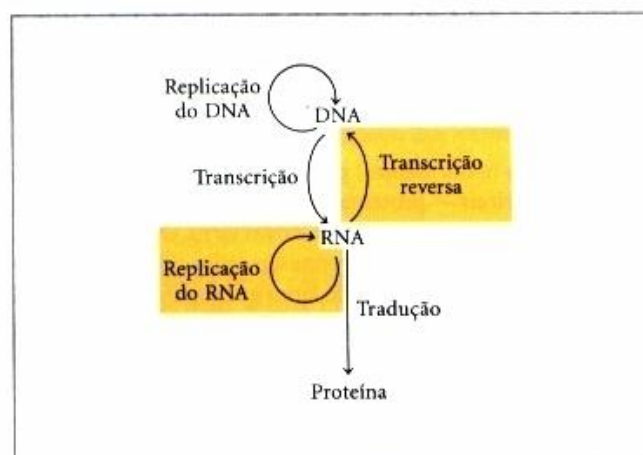 Replicação
do DNA
DNA
Transcrição
Transcrição
reversa
RNA
Replicação
do RNA
Tradução
Proteína